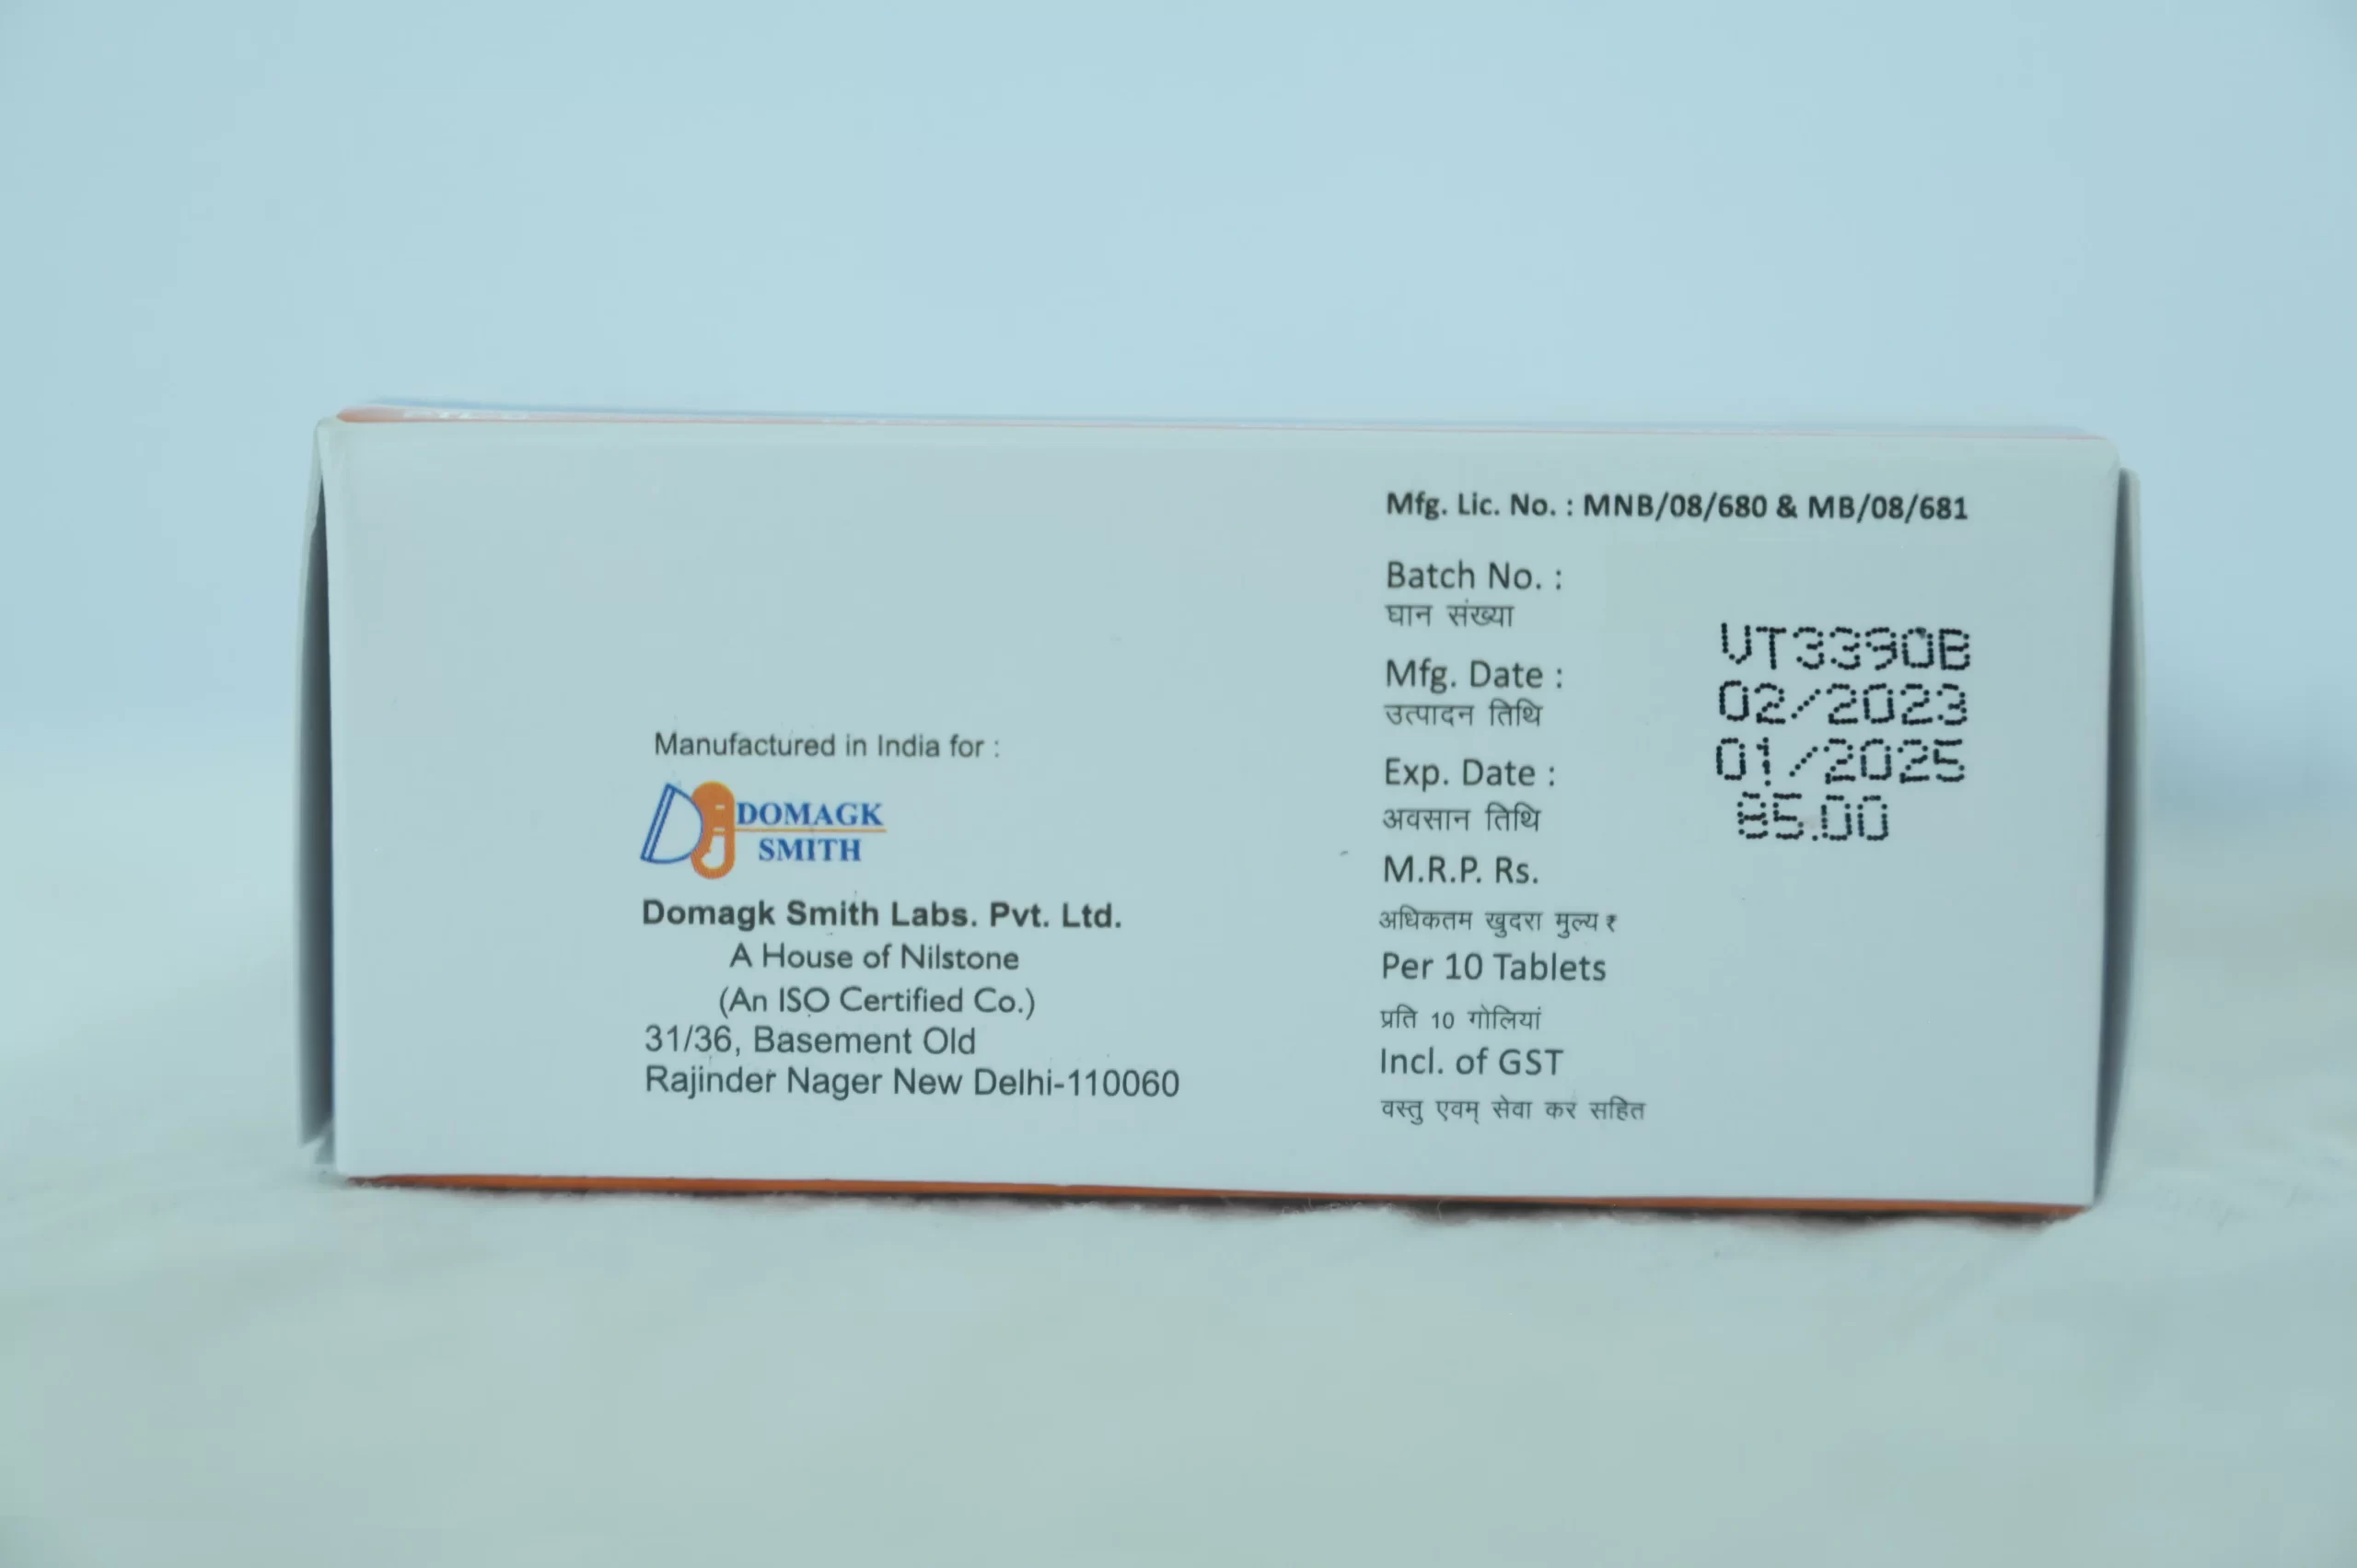 Manufactured in India for :
DOMAGK
SMITH
Domagk Smith Labs. Pvt. Ltd.
A House of Nilstone
(An ISO Certified Co.)
31/36, Basement Old
Rajinder Nager New Delhi-110060
Mfg. Lic. No. : MNB/08/680 & MB/08/681
Batch No. :
घान संख्या
Mfg. Date :
उत्पादन तिथि
Exp. Date :
अवसान तिथि
M.R.P. Rs.
अधिकतम खुदरा मुल्य ₹
Per 10 Tablets
प्रति 10 गोलियां
Incl. of GST
वस्तु एवम् सेवा कर सहित
VT3390B
02/2023
01/2025
85.00